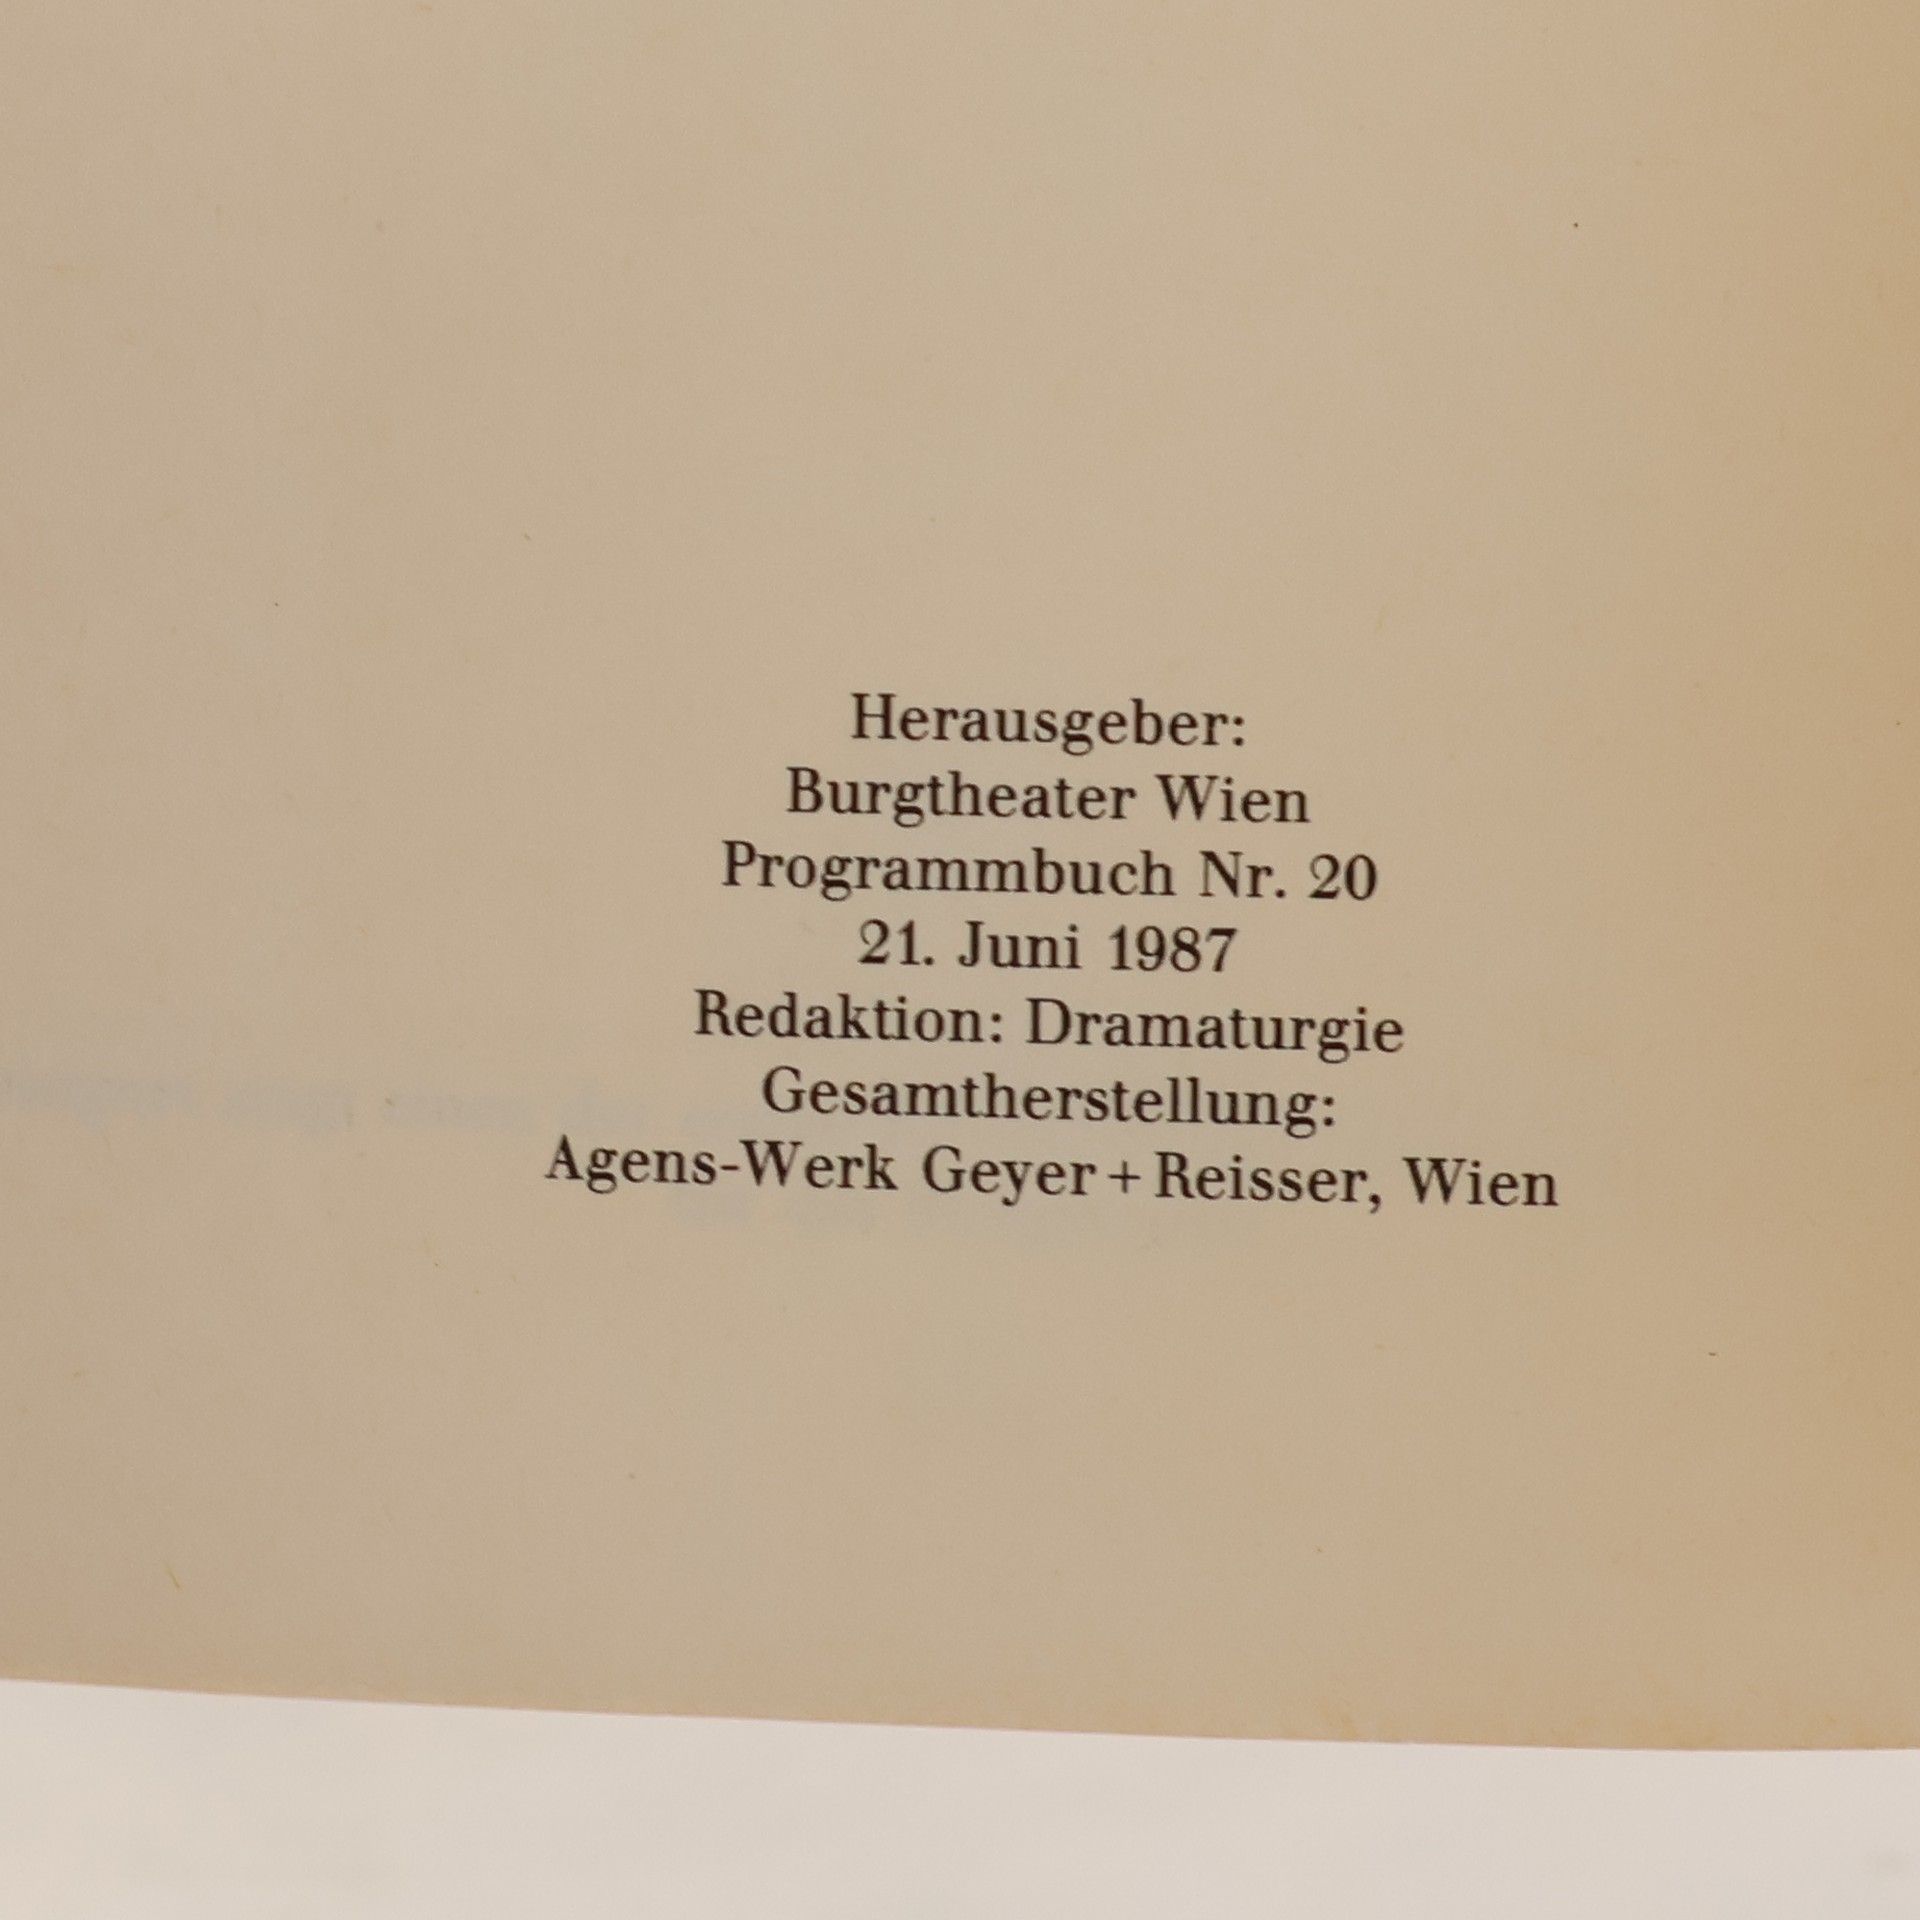 Herausgeber:
Burgtheater Wien
Programmbuch Nr. 20
21. Juni 1987
Redaktion: Dramaturgie
Gesamtherstellung:
Agens-Werk Geyer + Reisser, Wien